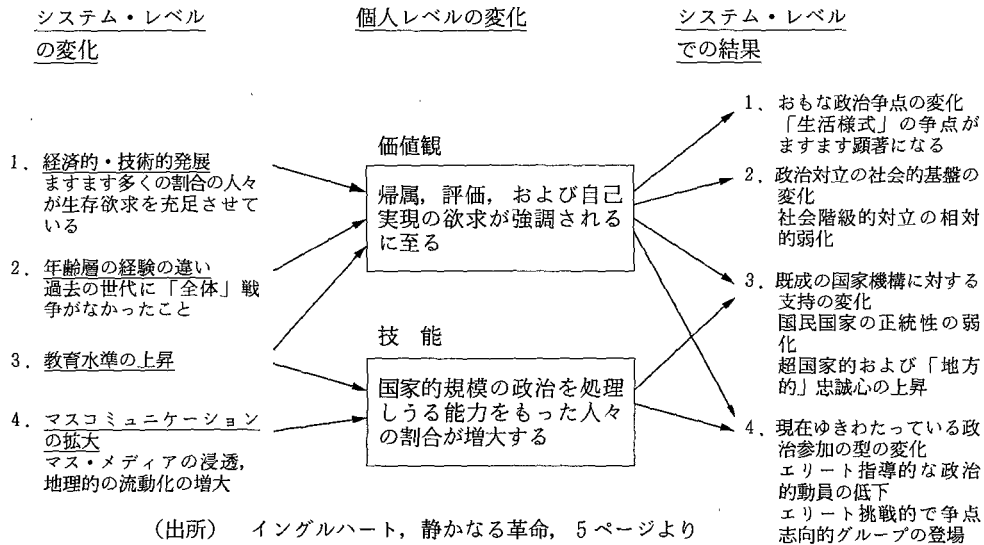 システム・レベル
の変化
個人レベルの変化
システム・レベル
での結果
1．経済的・技術的発展
ますます多くの割合の人々
が生存欲求を充足させて
いる
2．年齢層の経験の違い
過去の世代に「全体」戦
争がなかったこと
3．教育水準の上昇
4．マスコミュニケーション
の拡大
マス・メディアの浸透，
地理的の流動化の増大
価値観
帰属，評価，および自己
実現の欲求が強調される
に至る
技 能
国家的規模の政治を処理
しうる能力をもった人々
の割合が増大する
1．おもな政治争点の変化
「生活様式」の争点が
ますます顕著になる
2．政治対立の社会的基盤の
変化
社会階級的対立の相対
的弱化
3．既成の国家機構に対する
支持の変化
国民国家の正統性の弱
化
超国家的および「地方
的」忠誠心の上昇
4．現在ゆきわたっている政
治参加の型の変化
エリート指導的な政治
的動員の低下
エリート挑戦的で争点
志向的グループの登場
（出所） イングルハート，静かなる革命，5ページより